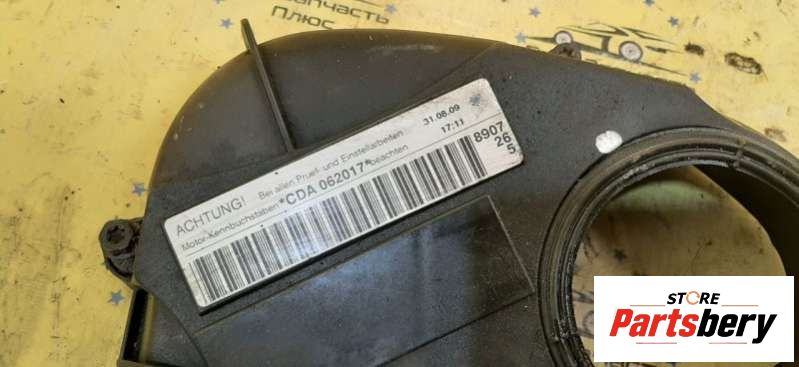 Запчасть
Плюс
ACHTUNG! Bei allen Pruef- und Einstellarbeiten
Motor-Kennbuchstaben *CDA 062017* beachten
31.08.09
17:11
8907
26
5
STORE
Partsbery